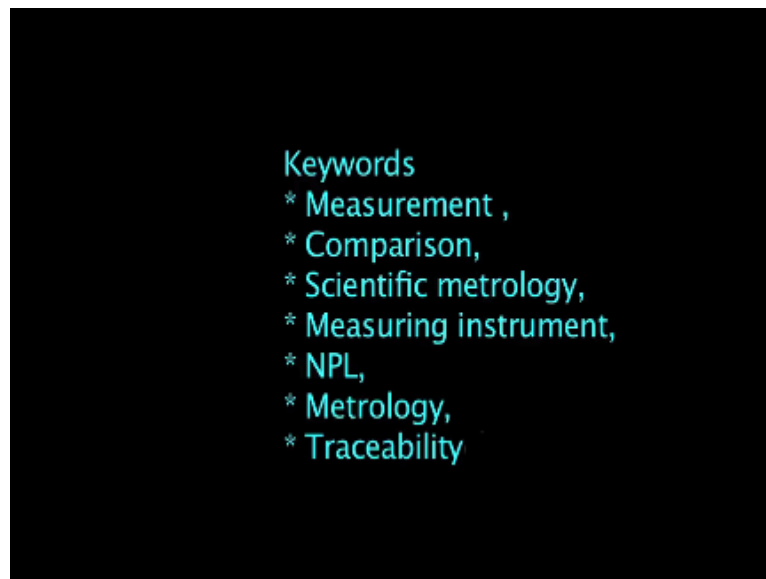 Keywords
* Measurement ,
* Comparison,
* Scientific metrology,
* Measuring instrument,
* NPL,
* Metrology,
* Traceability